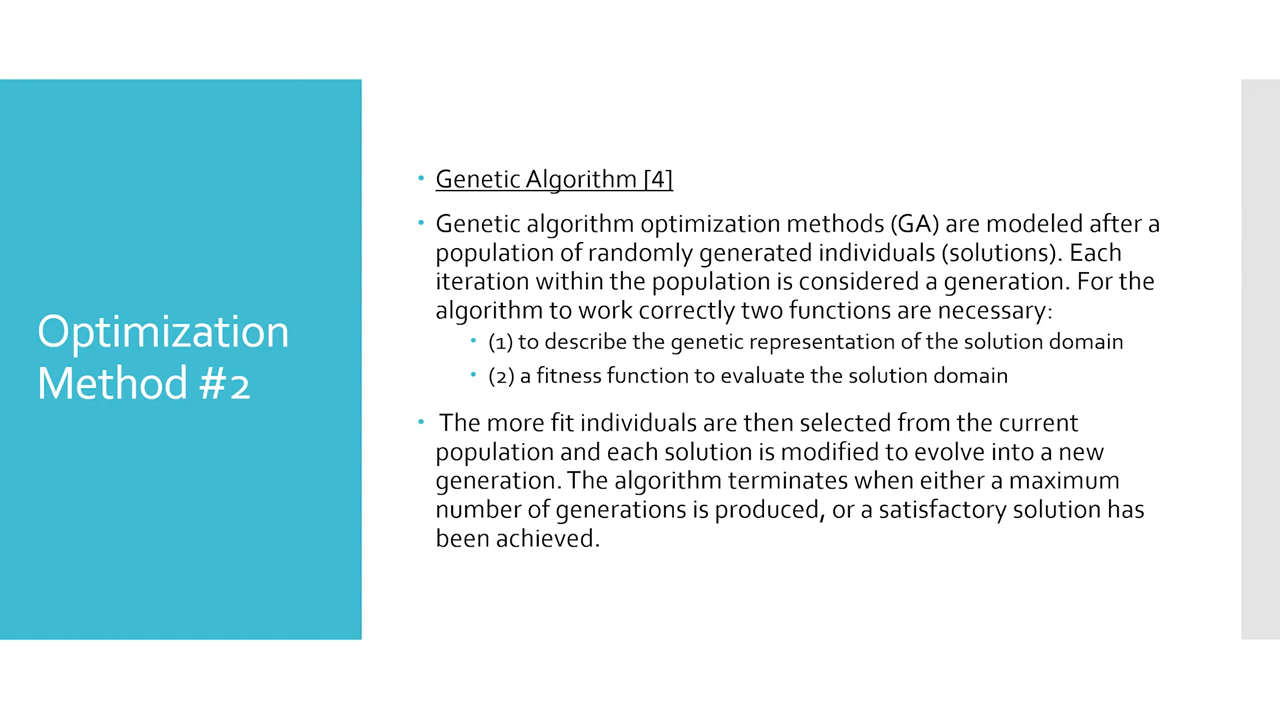 Optimization
Method #2
• Genetic Algorithm [4]
• Genetic algorithm optimization methods (GA) are modeled after a
population of randomly generated individuals (solutions). Each
iteration within the population is considered a generation. For the
algorithm to work correctly two functions are necessary:
• (1) to describe the genetic representation of the solution domain
• (2) a fitness function to evaluate the solution domain
• The more fit individuals are then selected from the current
population and each solution is modified to evolve into a new
generation. The algorithm terminates when either a maximum
number of generations is produced, or a satisfactory solution has
been achieved.